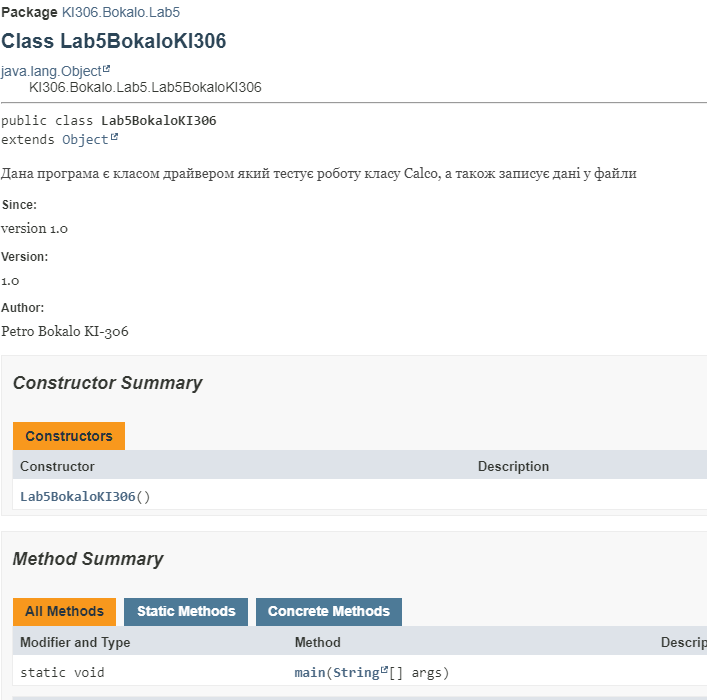 Package KI306.Bokalo.Lab5
Class Lab5BokaloKI306
java.lang.Object
KI306.Bokalo.Lab5.Lab5BokaloKI306
public class Lab5BokaloKI306
extends Object
Дана програма є класом драйвером який тестує роботу класу Calco, а також записує дані у файли
Since:
version 1.0
Version:
1.0
Author:
Petro Bokalo KI-306
Constructor Summary
Constructors
Constructor Description
Lab5BokaloKI306()
Method Summary
All Methods Static Methods Concrete Methods
Modifier and Type Method Descrip
static void main(String[] args)